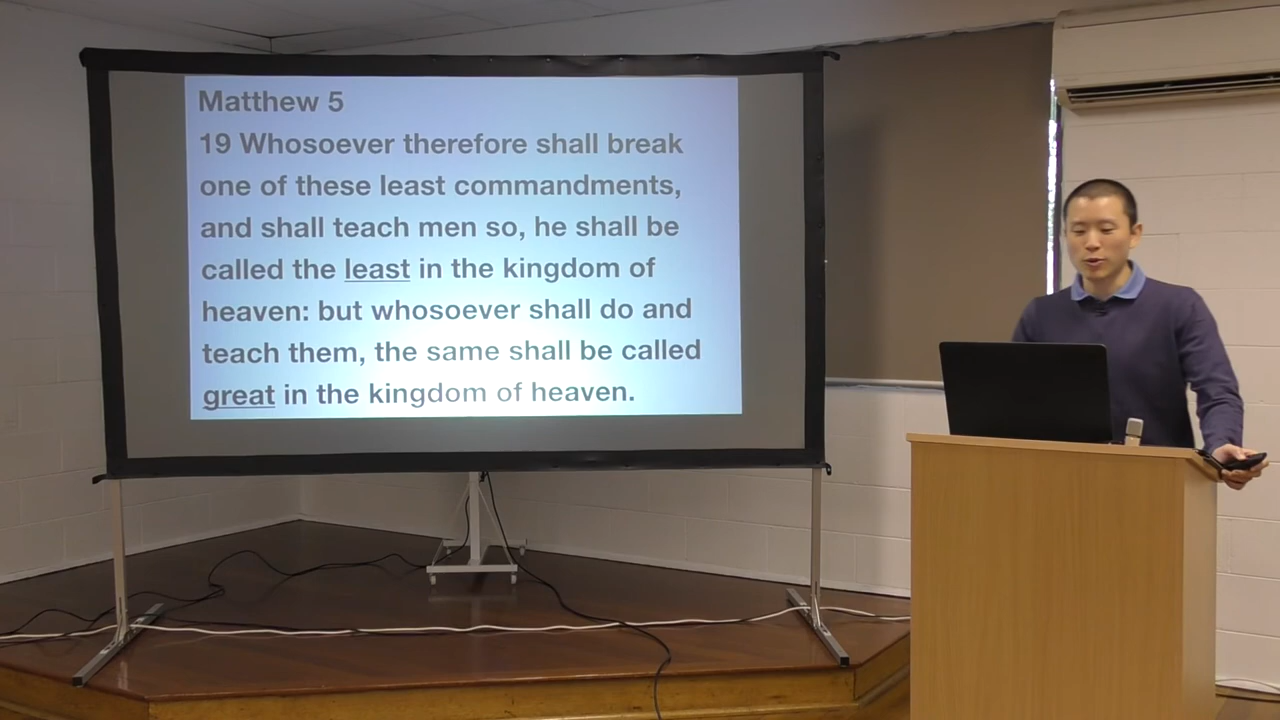 Matthew 5
19 Whosoever therefore shall break
one of these least commandments,
and shall teach men so, he shall be
called the least in the kingdom of
heaven: but whosoever shall do and
teach them, the same shall be called
great in the kingdom of heaven.